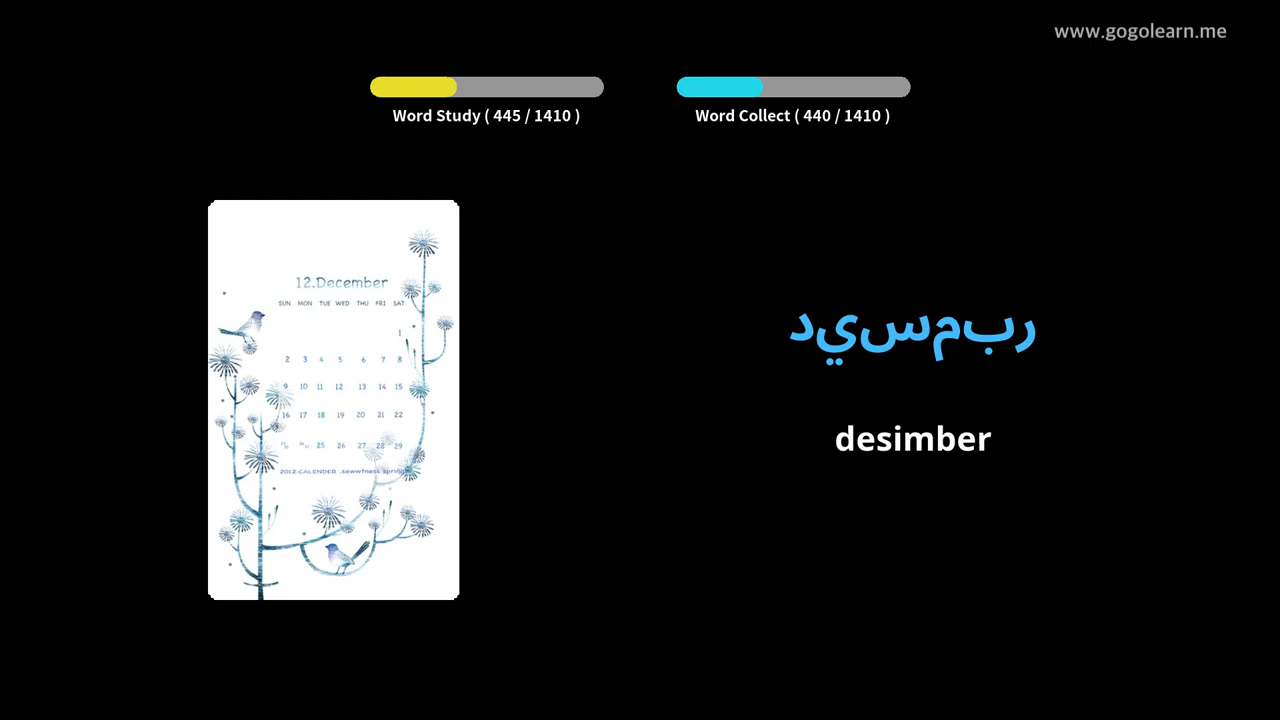 www.gogolearn.me
Word Study ( 445 / 1410 )
Word Collect ( 440 / 1410 )
12.December
SUN MON TUE WED THU FRI SAT
1
2 3 4 5 6 7 8
9 10 11 12 13 14 15
16 17 18 19 20 21 22
25 26 27 28 29
2012.CALENDER
ديسمبر
desimber